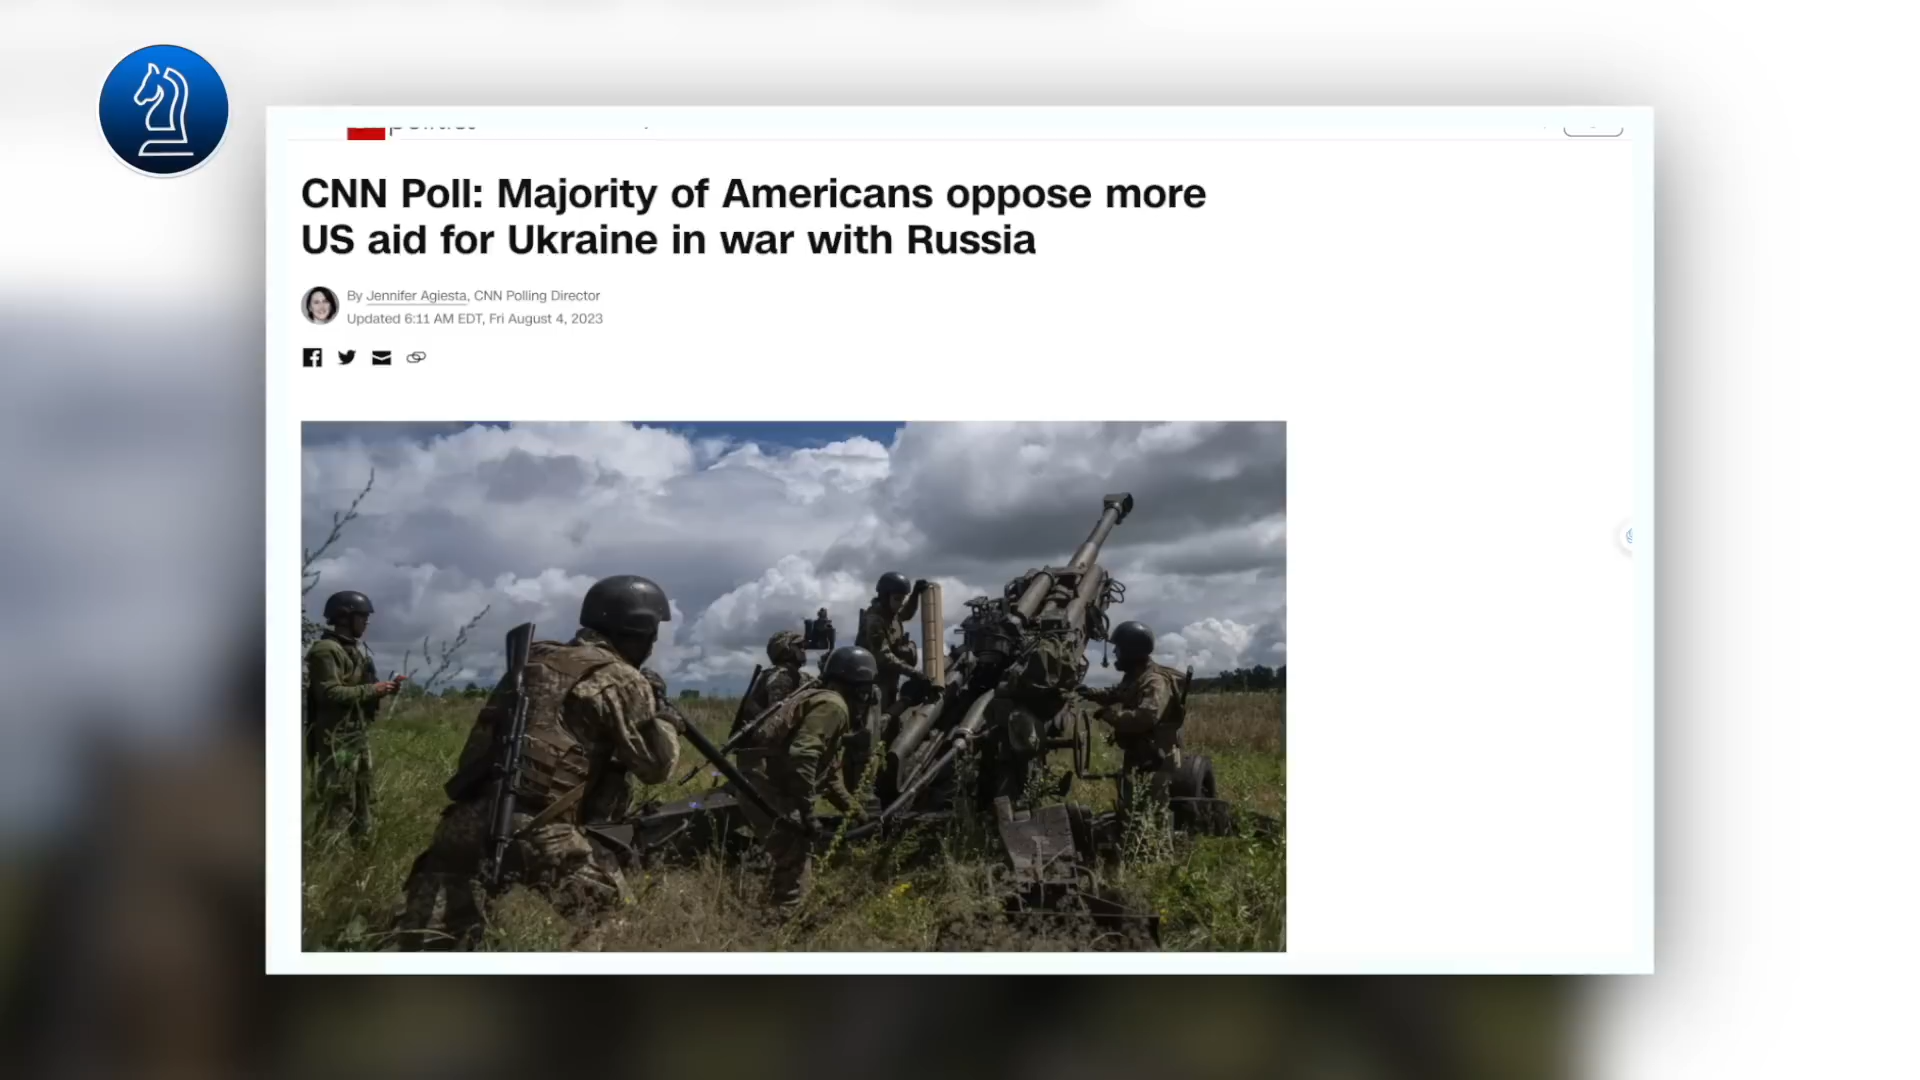 CNN Poll: Majority of Americans oppose more
US aid for Ukraine in war with Russia
By Jennifer Agiesta, CNN Polling Director
Updated 6:11 AM EDT, Fri August 4, 2023